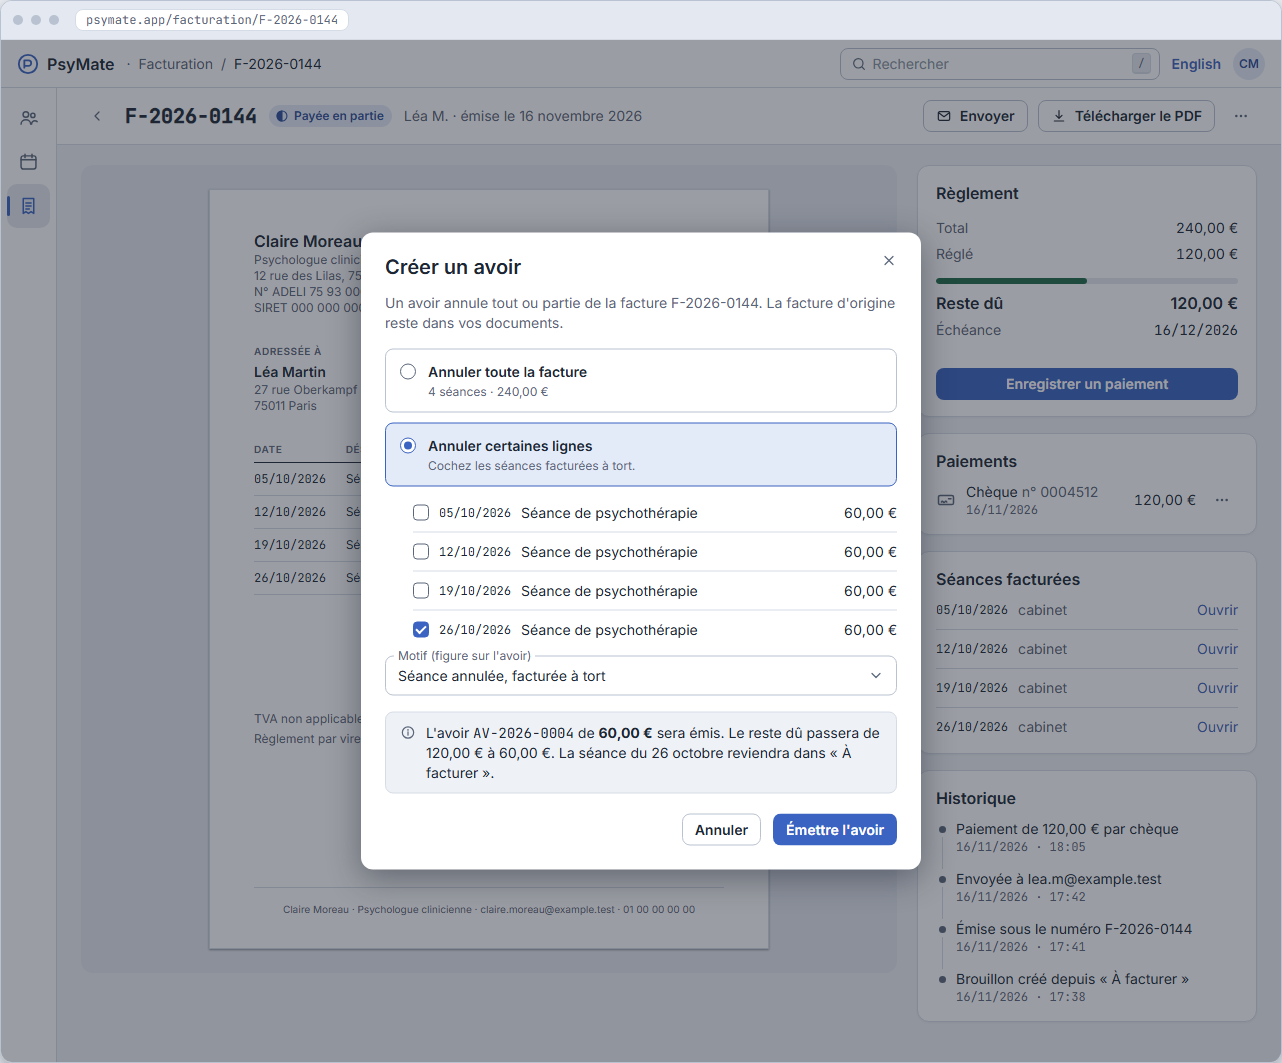 psymate.app/facturation/F-2026-0144
PsyMate · Facturation / F-2026-0144
Rechercher /
English
CM
F-2026-0144
Payée en partie
Léa M. · émise le 16 novembre 2026
Envoyer
Télécharger le PDF
Claire Moreau
Psychologue clinic
12 rue des Lilas, 75
N° ADELI 75 93 00
SIRET 000 000 00
ADRESSÉE À
Léa Martin
27 rue Oberkampf
75011 Paris
DATE DÉ
05/10/2026 Sé
12/10/2026 Sé
19/10/2026 Sé
26/10/2026 Sé
TVA non applicable
Règlement par vire
Claire Moreau · Psychologue clinicienne · claire.moreau@example.test · 01 00 00 00 00
Créer un avoir
Un avoir annule tout ou partie de la facture F-2026-0144. La facture d'origine
reste dans vos documents.
Annuler toute la facture
4 séances · 240,00 €
Annuler certaines lignes
Cochez les séances facturées à tort.
05/10/2026 Séance de psychothérapie 60,00 €
12/10/2026 Séance de psychothérapie 60,00 €
19/10/2026 Séance de psychothérapie 60,00 €
26/10/2026 Séance de psychothérapie 60,00 €
Motif (figure sur l'avoir)
Séance annulée, facturée à tort
L'avoir AV-2026-0004 de 60,00 € sera émis. Le reste dû passera de
120,00 € à 60,00 €. La séance du 26 octobre reviendra dans « À
facturer ».
Annuler
Émettre l'avoir
Règlement
Total 240,00 €
Réglé 120,00 €
Reste dû 120,00 €
Échéance 16/12/2026
Enregistrer un paiement
Paiements
Chèque n° 0004512
16/11/2026
120,00 €
Séances facturées
05/10/2026 cabinet Ouvrir
12/10/2026 cabinet Ouvrir
19/10/2026 cabinet Ouvrir
26/10/2026 cabinet Ouvrir
Historique
Paiement de 120,00 € par chèque
16/11/2026 · 18:05
Envoyée à lea.m@example.test
16/11/2026 · 17:42
Émise sous le numéro F-2026-0144
16/11/2026 · 17:41
Brouillon créé depuis « À facturer »
16/11/2026 · 17:38